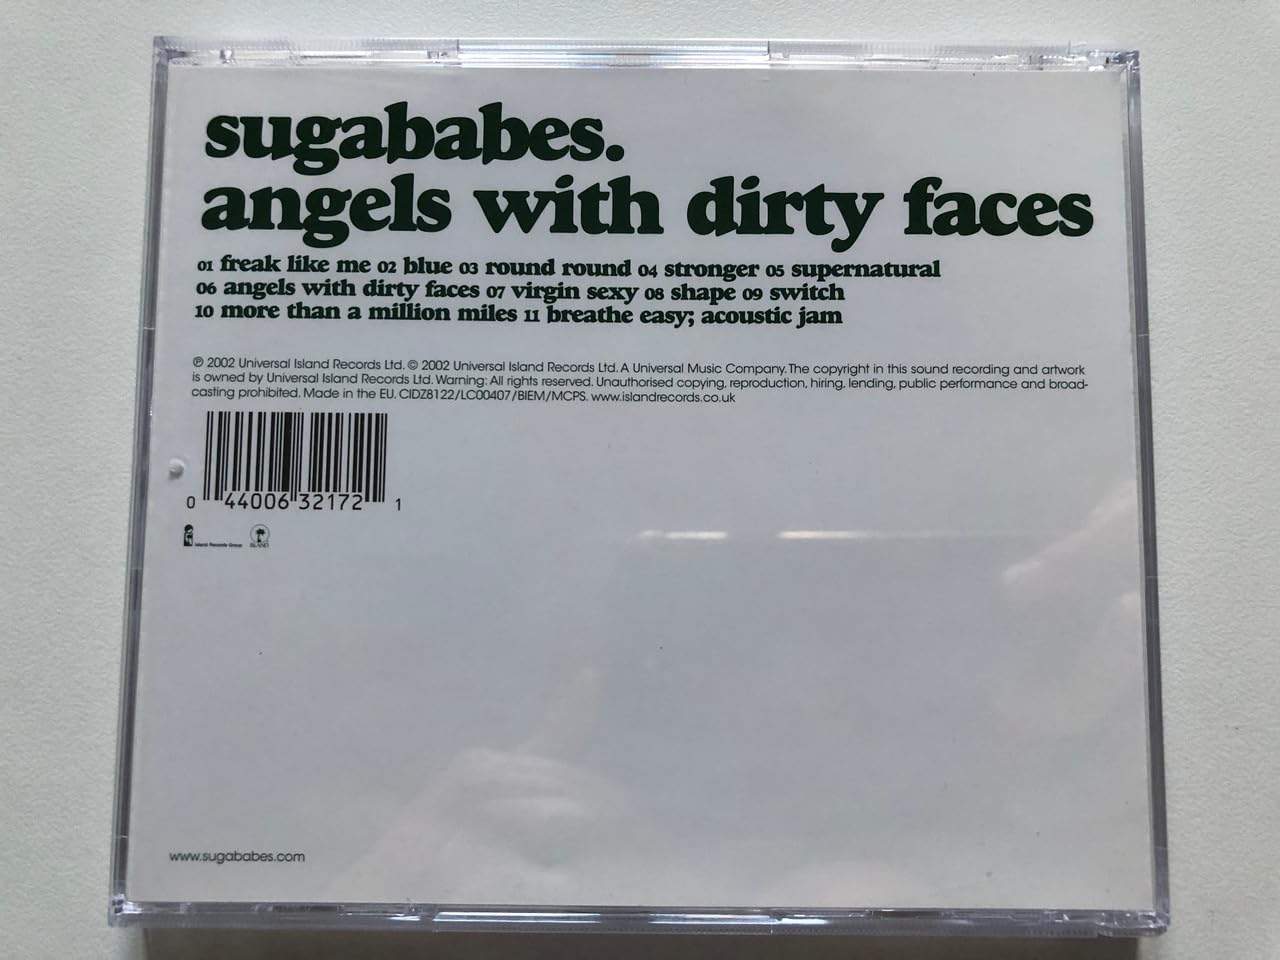 sugababes.
angels with dirty faces
01 freak like me 02 blue 03 round round 04 stronger 05 supernatural
06 angels with dirty faces 07 virgin sexy 08 shape 09 switch
10 more than a million miles 11 breathe easy; acoustic jam
℗ 2002 Universal Island Records Ltd. © 2002 Universal Island Records Ltd. A Universal Music Company. The copyright in this sound recording and artwork
is owned by Universal Island Records Ltd. Warning: All rights reserved. Unauthorised copying, reproduction, hiring, lending, public performance and broad-
casting prohibited. Made in the EU. CIDZ8122/LC00407/BIEM/MCPS. www.islandrecords.co.uk
0 44006 32172 1
Island Records Group ISLAND
www.sugababes.com